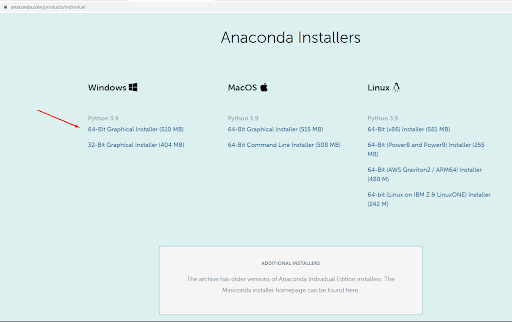 anaconda.com/products/individual
Anaconda Installers
Windows
Python 3.9
64-Bit Graphical Installer (510 MB)
32-Bit Graphical Installer (404 MB)
MacOS
Python 3.9
64-Bit Graphical Installer (515 MB)
64-Bit Command Line Installer (508 MB)
Linux
Python 3.9
64-Bit (x86) Installer (581 MB)
64-Bit (Power8 and Power9) Installer (255
MB)
64-Bit (AWS Graviton2 / ARM64) Installer
(488 M)
64-bit (Linux on IBM Z & LinuxONE) Installer
(242 M)
ADDITIONAL INSTALLERS
The archive has older versions of Anaconda Individual Edition installers. The
Miniconda installer homepage can be found here.